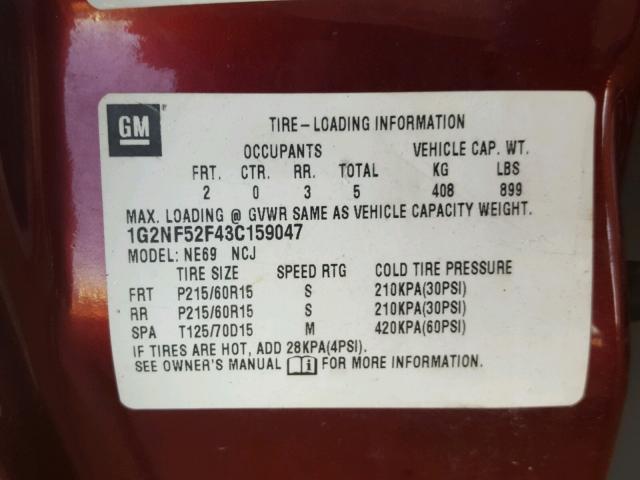 GM
TIRE-LOADING INFORMATION
OCCUPANTS VEHICLE CAP. WT.
FRT. CTR. RR. TOTAL KG LBS
2 0 3 5 408 899
MAX. LOADING @ GVWR SAME AS VEHICLE CAPACITY WEIGHT.
1G2NF52F43C159047
MODEL: NE69 NCJ
TIRE SIZE SPEED RTG COLD TIRE PRESSURE
FRT P215/60R15 S 210KPA(30PSI)
RR P215/60R15 S 210KPA(30PSI)
SPA T125/70D15 M 420KPA(60PSI)
IF TIRES ARE HOT, ADD 28KPA(4PSI).
SEE OWNER'S MANUAL i FOR MORE INFORMATION.